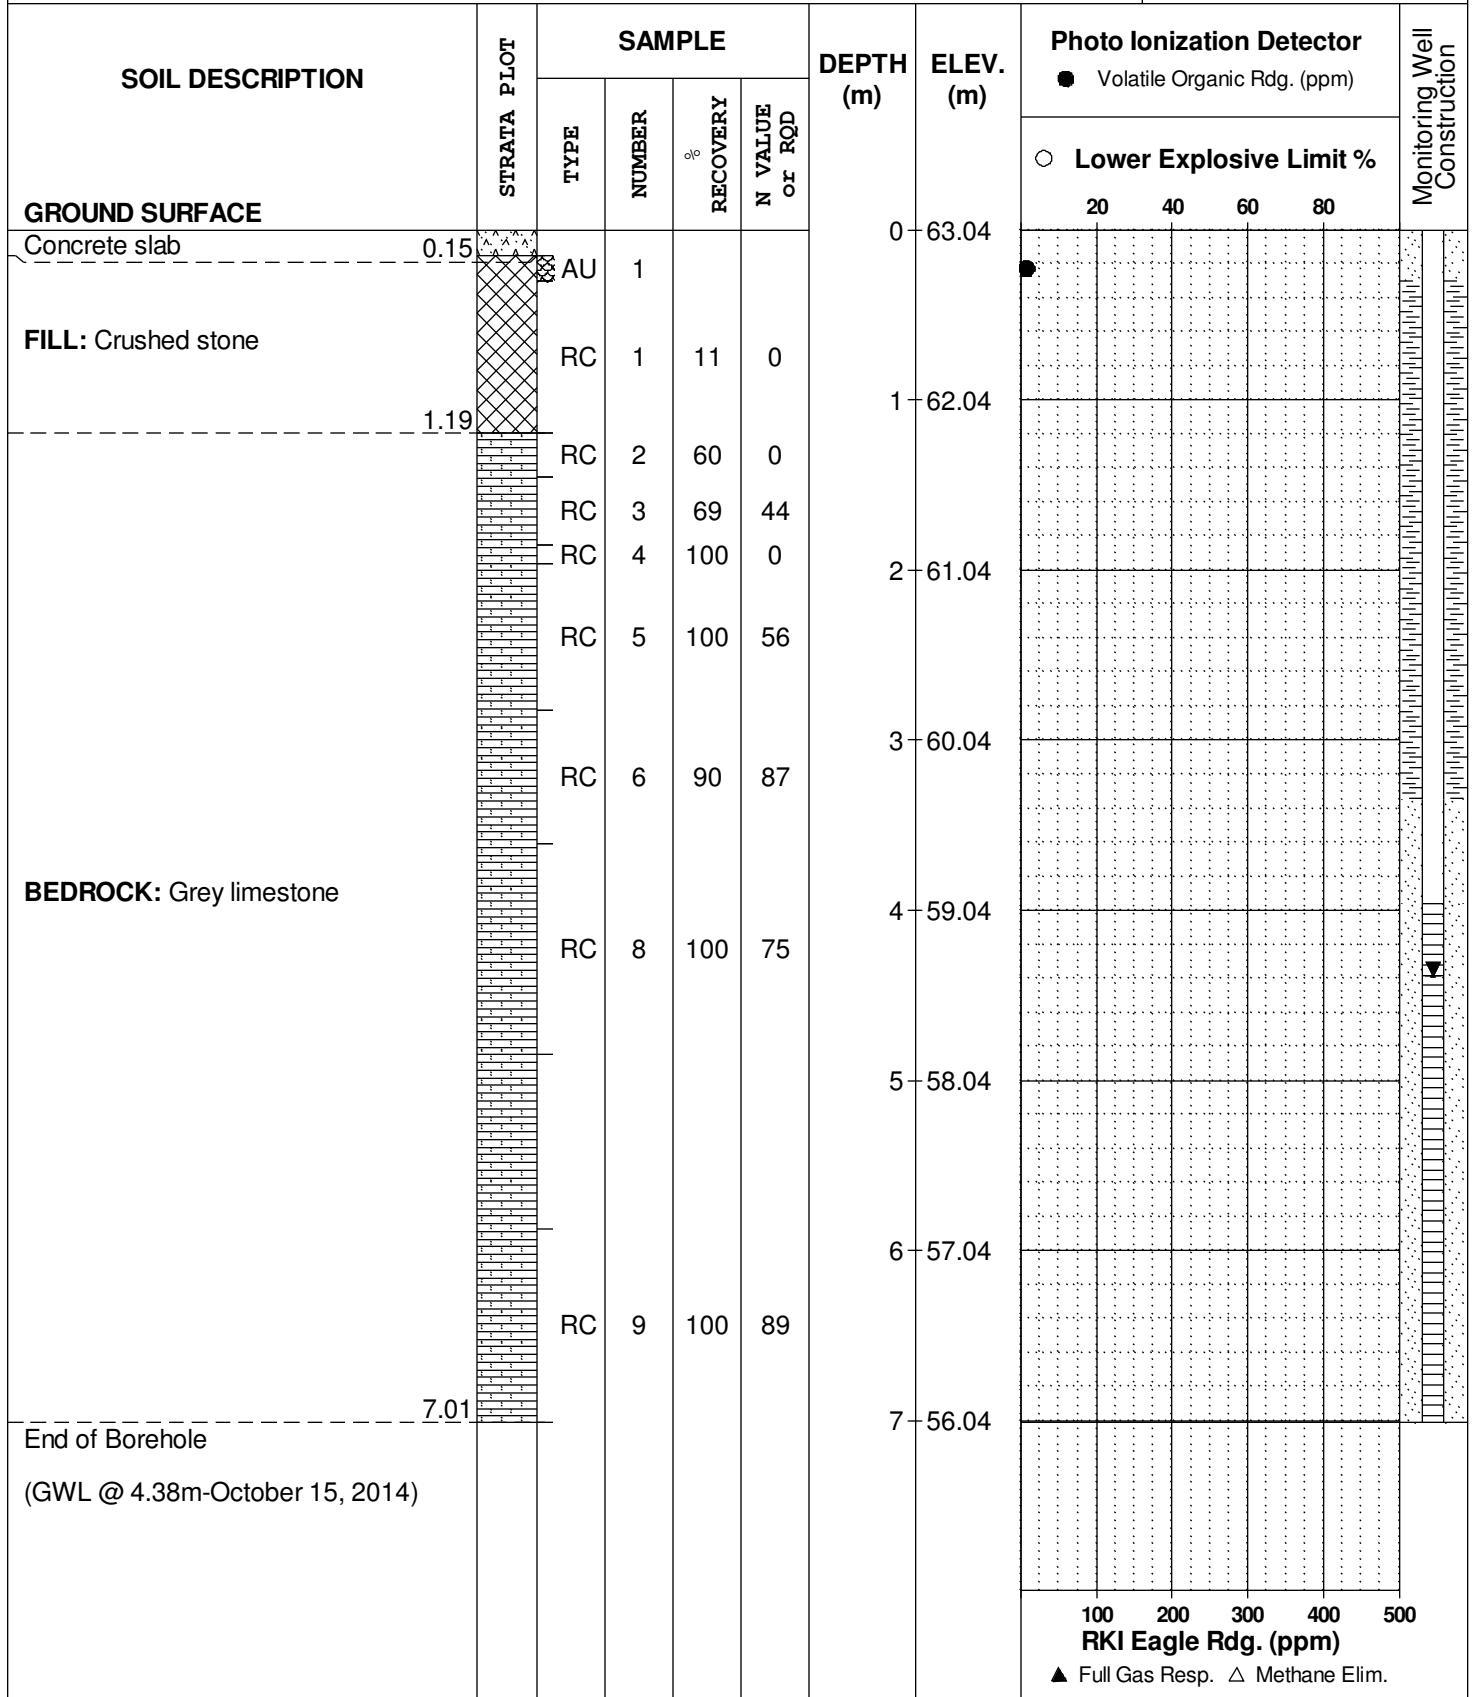 SOIL DESCRIPTION
GROUND SURFACE
STRATA PLOT
SAMPLE
TYPE
NUMBER
% RECOVERY
N VALUE or RQD
DEPTH (m)
ELEV. (m)
Photo Ionization Detector
● Volatile Organic Rdg. (ppm)
○ Lower Explosive Limit %
20 40 60 80
Monitoring Well Construction
0 63.04
Concrete slab 0.15
AU 1
FILL: Crushed stone
RC 1 11 0
1 62.04
1.19
RC 2 60 0
RC 3 69 44
RC 4 100 0
2 61.04
RC 5 100 56
3 60.04
RC 6 90 87
BEDROCK: Grey limestone
4 59.04
RC 8 100 75
5 58.04
6 57.04
RC 9 100 89
7.01
7 56.04
End of Borehole
(GWL @ 4.38m-October 15, 2014)
100 200 300 400 500
RKI Eagle Rdg. (ppm)
▲ Full Gas Resp. △ Methane Elim.